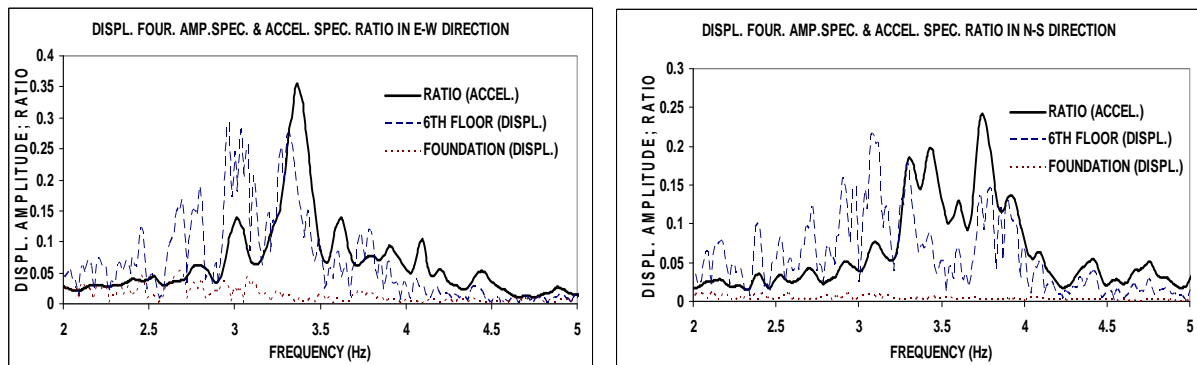 DISPL. FOUR. AMP.SPEC. & ACCEL. SPEC. RATIO IN E-W DIRECTION
DISPL. AMPLITUDE; RATIO
0.4
0.35
0.3
0.25
0.2
0.15
0.1
0.05
0
RATIO (ACCEL.)
6TH FLOOR (DISPL.)
FOUNDATION (DISPL.)
2
2.5
3
3.5
4
4.5
5
FREQUENCY (Hz)
DISPL. FOUR. AMP.SPEC. & ACCEL. SPEC. RATIO IN N-S DIRECTION
DISPL. AMPLITUDE; RATIO
0.3
0.25
0.2
0.15
0.1
0.05
0
RATIO (ACCEL.)
6TH FLOOR (DISPL.)
FOUNDATION (DISPL.)
2
2.5
3
3.5
4
4.5
5
FREQUENCY (Hz)